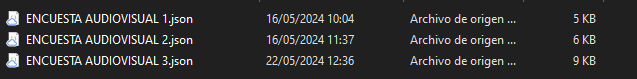 ENCUESTA AUDIOVISUAL 1.json 16/05/2024 10:04 Archivo de origen ... 5 KB
ENCUESTA AUDIOVISUAL 2.json 16/05/2024 11:37 Archivo de origen ... 6 KB
ENCUESTA AUDIOVISUAL 3.json 22/05/2024 12:36 Archivo de origen ... 6 KB